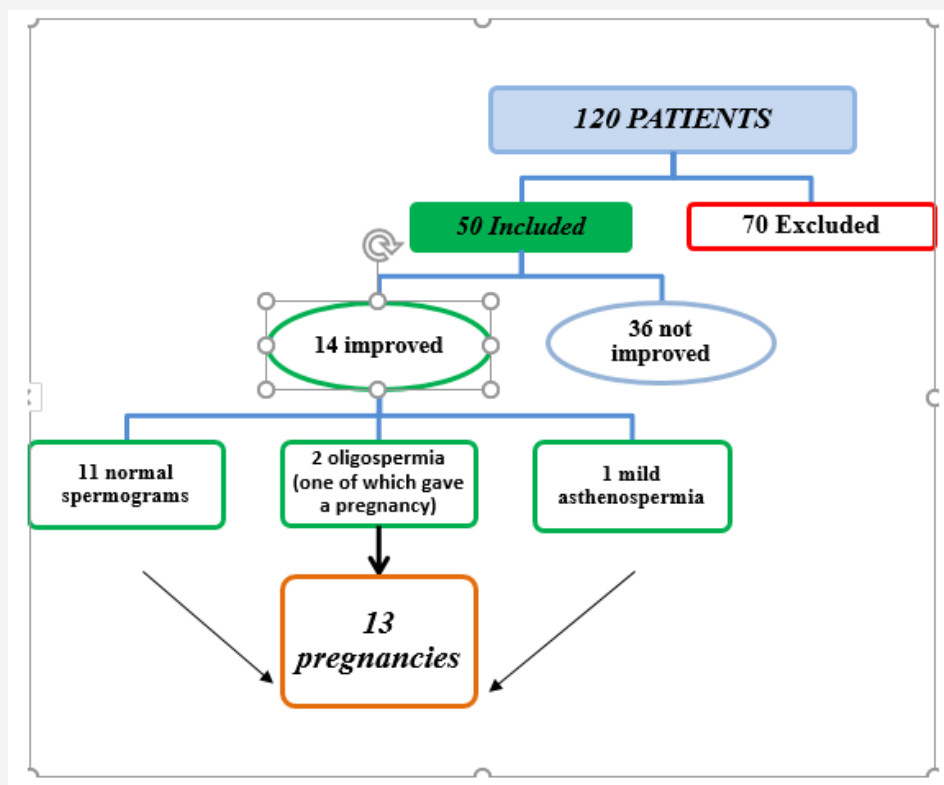 120 PATIENTS
50 Included
70 Excluded
14 improved
36 not
improved
11 normal
spermograms
2 oligospermia
(one of which gave
a pregnancy)
1 mild
asthenospermia
13
pregnancies